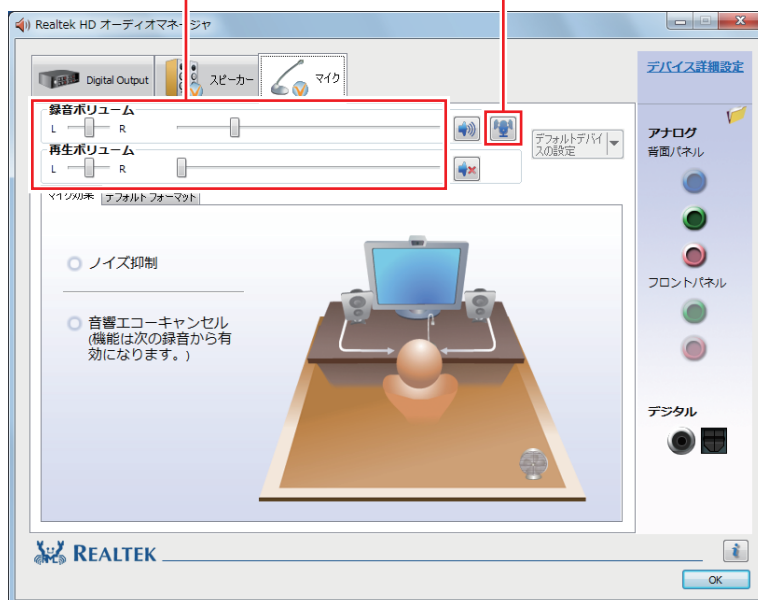 Realtek HD オーディオマネージャ
Digital Output
スピーカー
マイク
デバイス詳細設定
録音ボリューム
L R
再生ボリューム
L R
デフォルトデバイ
スの設定
マイク効果
デフォルトフォーマット
ノイズ抑制
音響エコーキャンセル
(機能は次の録音から有
効になります。)
アナログ
背面パネル
フロントパネル
デジタル
REALTEK
i
OK